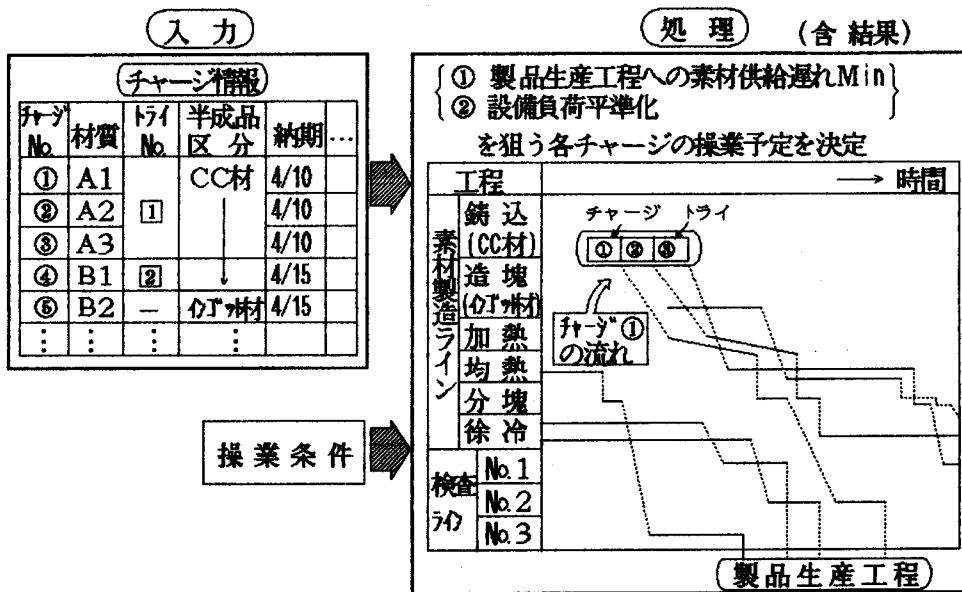 入力
チャージ情報
チャージNo. 材質 トライNo. 半成品区分 納期 …
① A1 CC材 4/10
② A2 1 4/10
③ A3 4/10
④ B1 2 4/15
⑤ B2 — インゴット材 4/15
操業条件
処理 (含 結果)
① 製品生産工程への素材供給遅れMin
② 設備負荷平準化
を狙う各チャージの操業予定を決定
工程 → 時間
素材製造ライン
鋳込(CC材)
造塊(インゴット材)
加熱
均熱
分塊
徐冷
検査ライン
No.1
No.2
No.3
チャージ トライ
① ② ③
チャージ①の流れ
製品生産工程